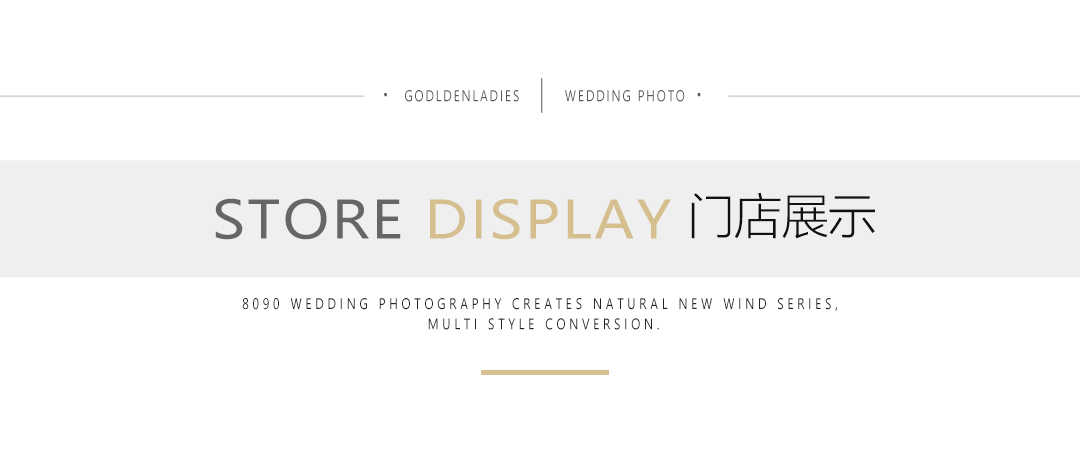 • GODLDENLADIES | WEDDING PHOTO •
STORE DISPLAY 门店展示
8090 WEDDING PHOTOGRAPHY CREATES NATURAL NEW WIND SERIES,
MULTI STYLE CONVERSION.